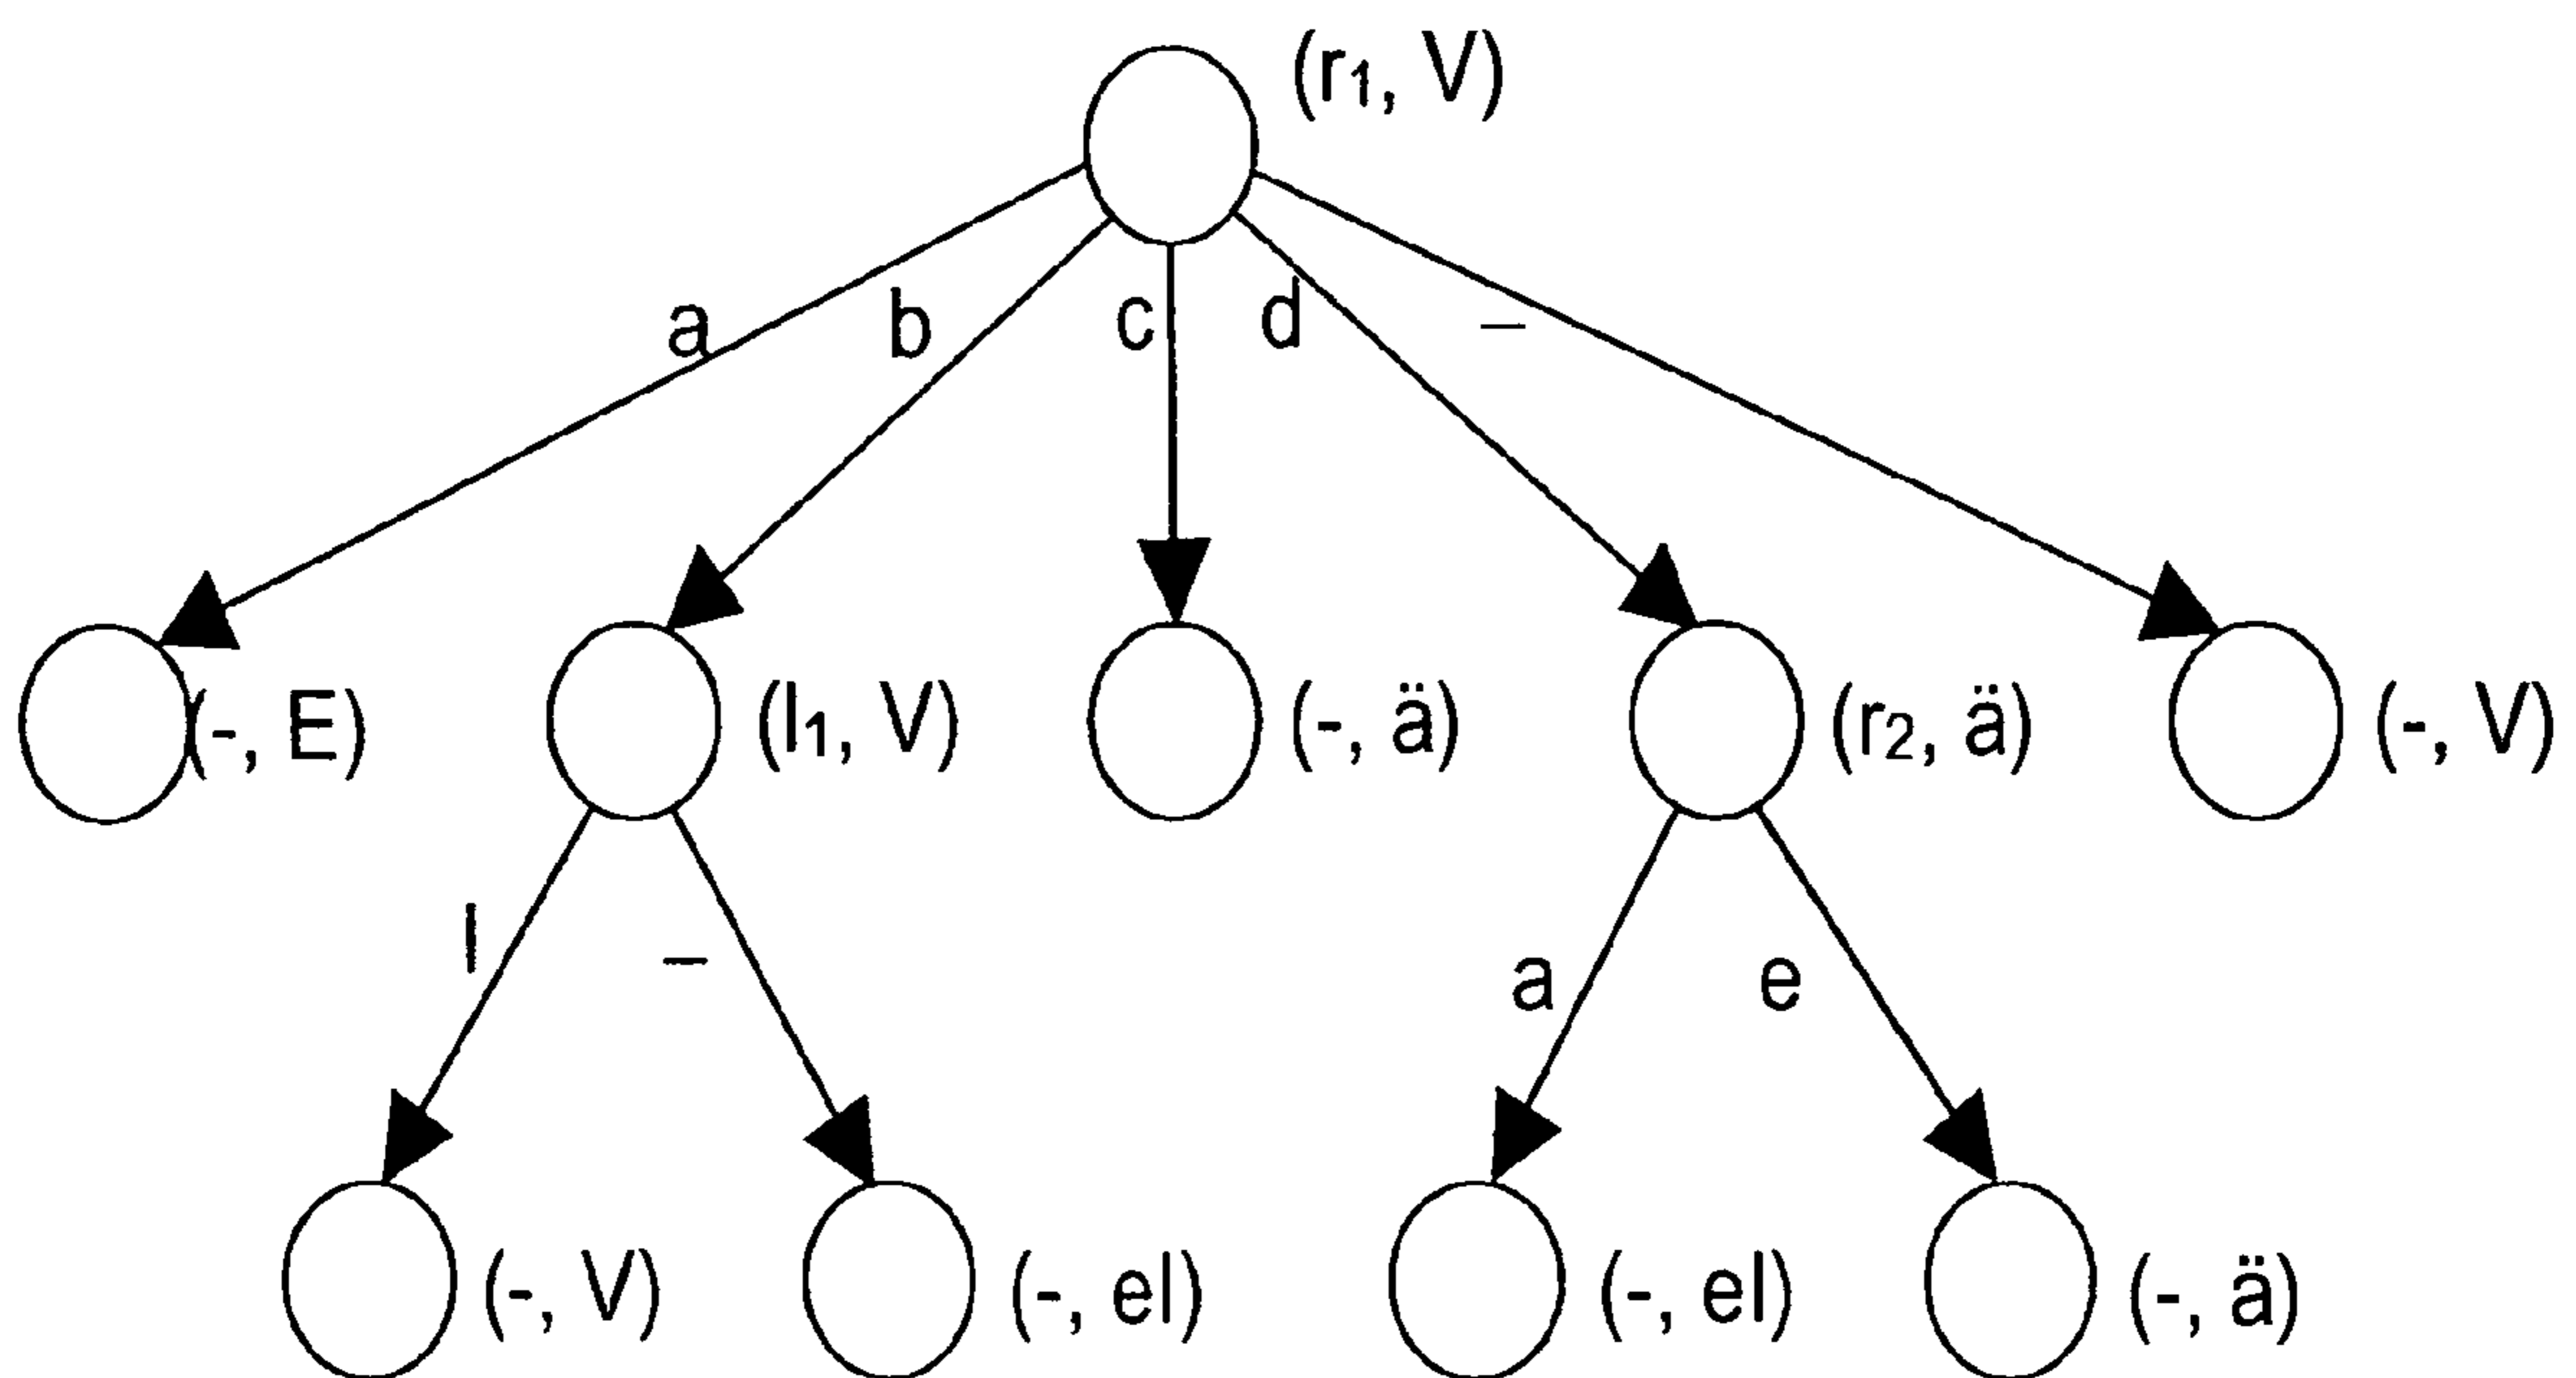 (r₁, V)
a b c d –
(-, E) (l₁, V) (-, ä) (r₂, ä) (-, V)
l – a e
(-, V) (-, el) (-, el) (-, ä)